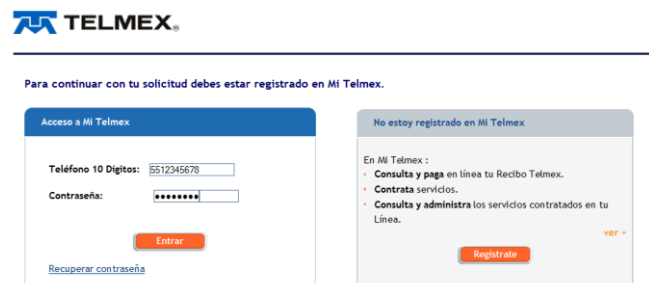 TELMEX®
Para continuar con tu solicitud debes estar registrado en Mi Telmex.
Acceso a Mi Telmex
Teléfono 10 Dígitos: 5512345678
Contraseña: ••••••••
Entrar
Recuperar contraseña
No estoy registrado en Mi Telmex
En Mi Telmex :
Consulta y paga en línea tu Recibo Telmex.
Contrata servicios.
Consulta y administra los servicios contratados en tu
Línea.
ver +
Regístrate